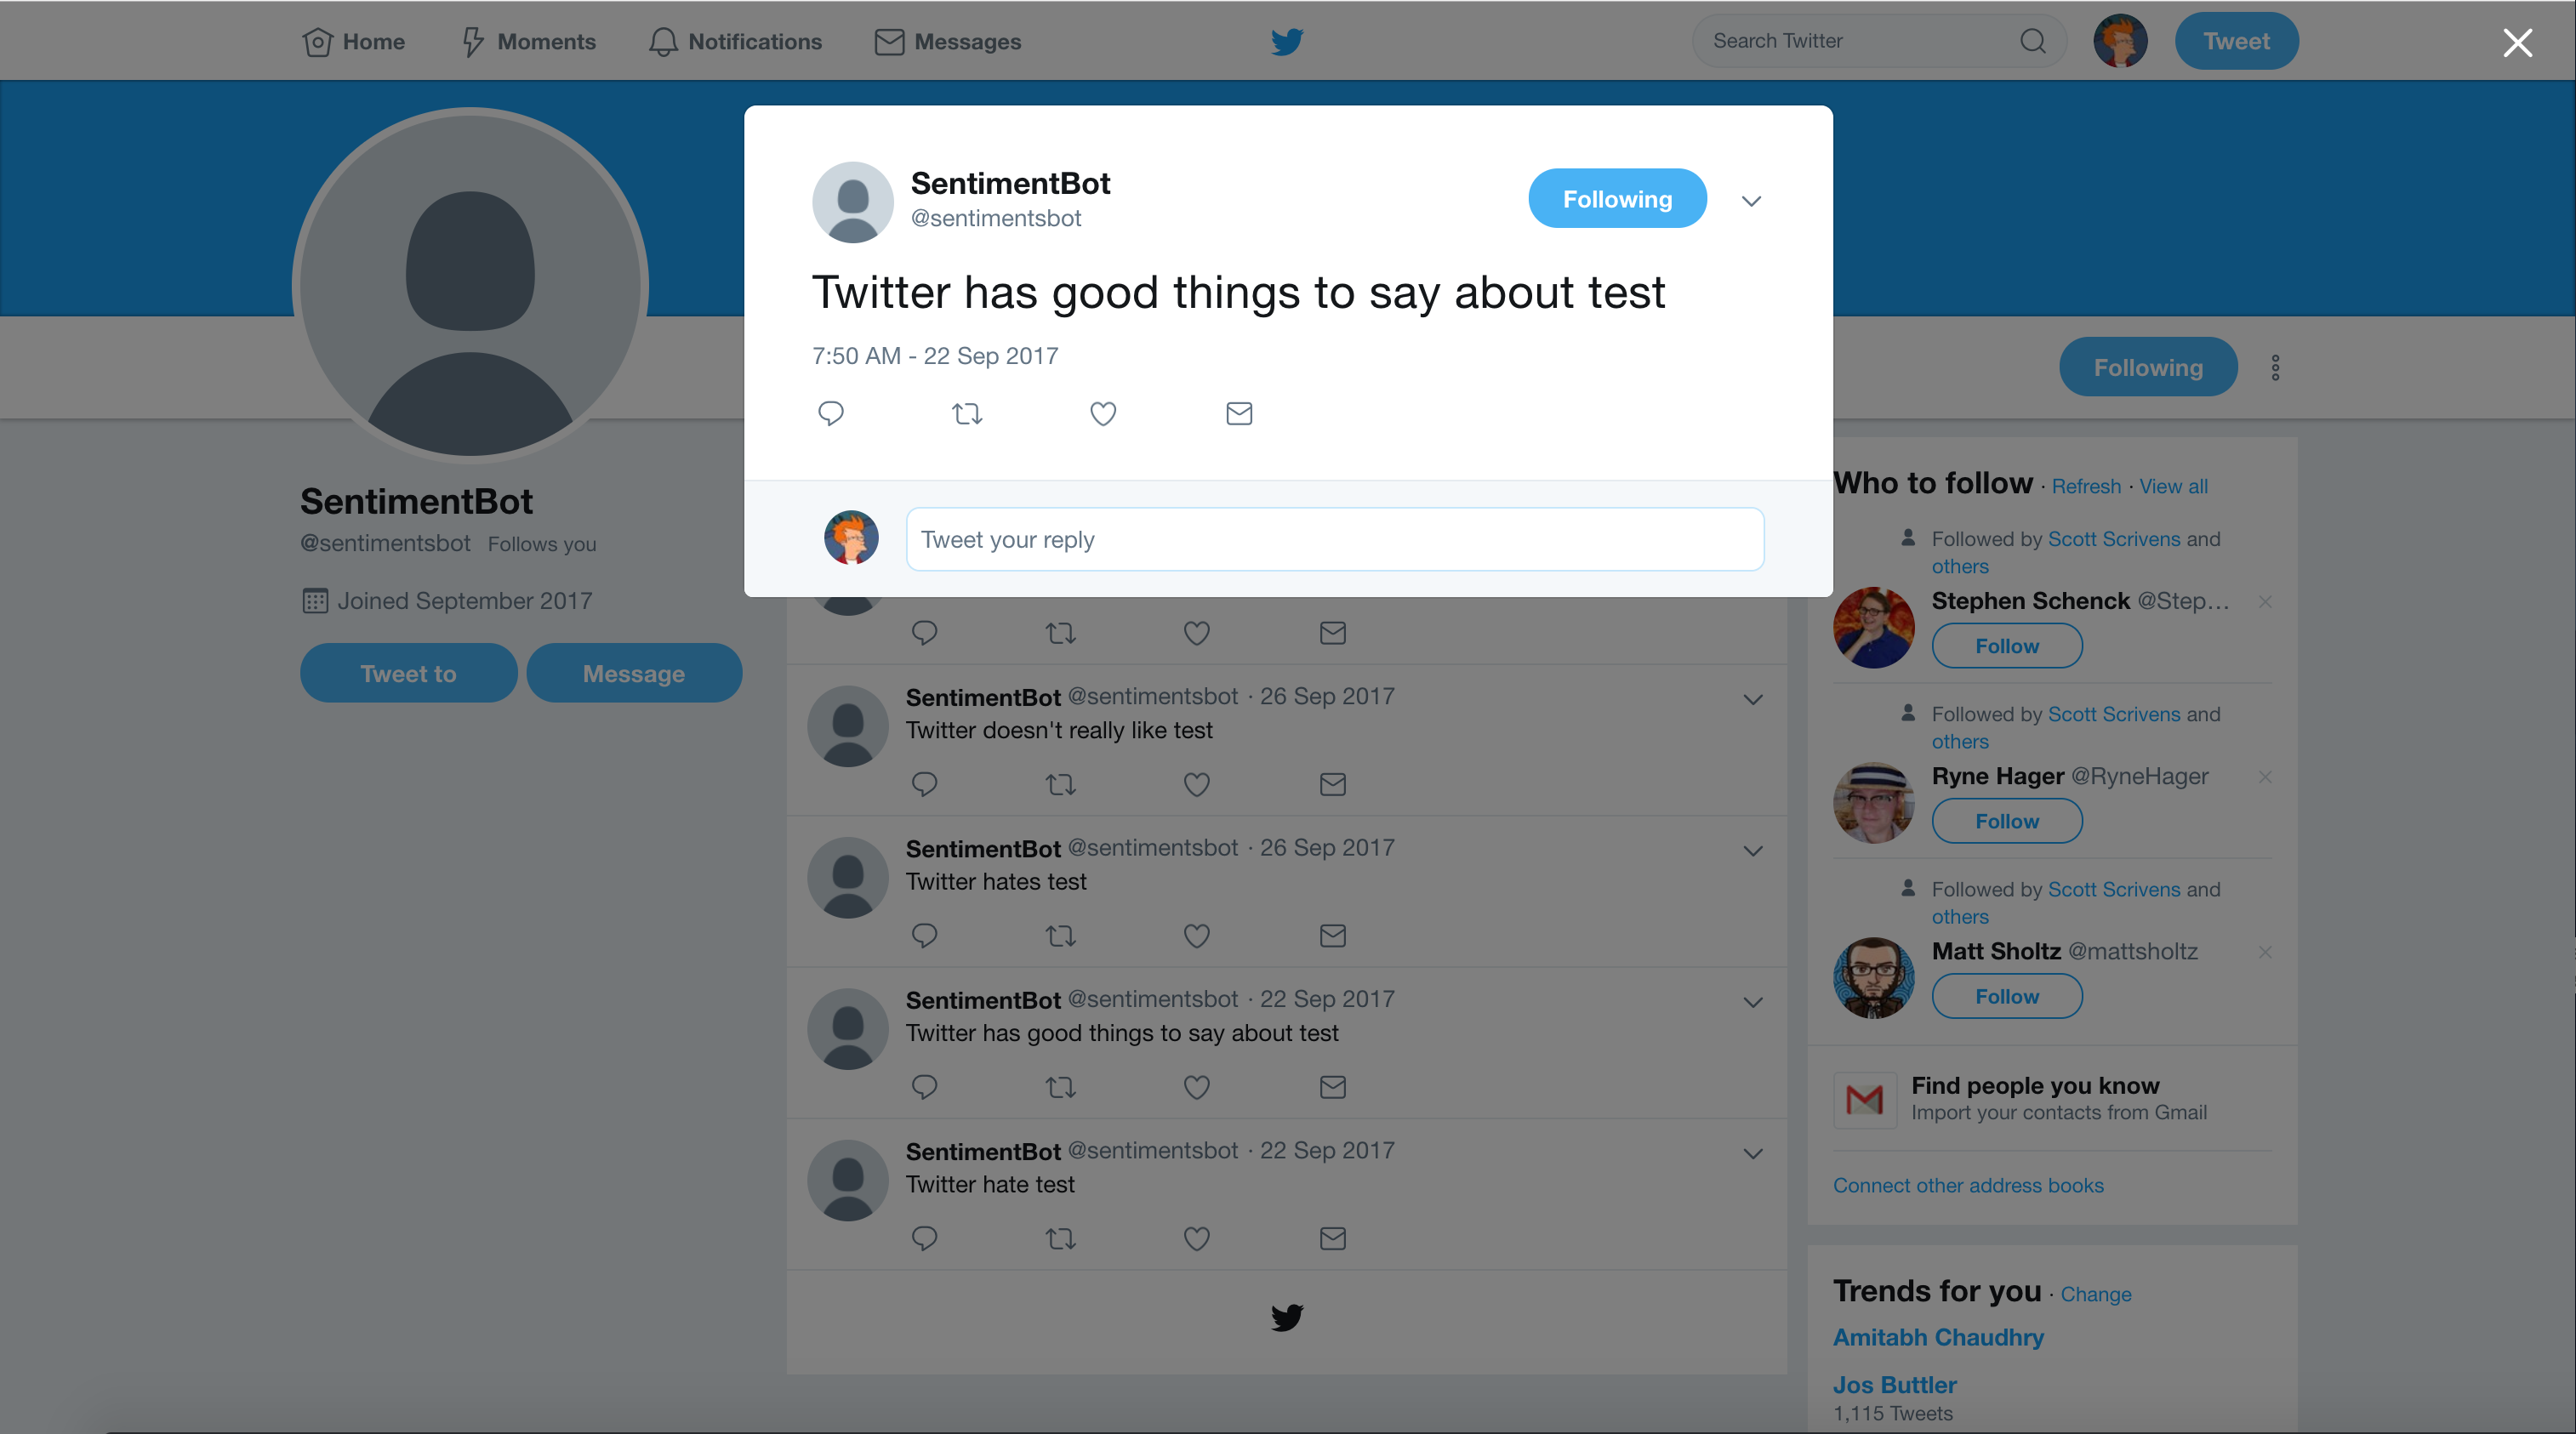 Home Moments Notifications Messages Search Twitter Tweet
SentimentBot
@sentimentsbot
Following
Twitter has good things to say about test
7:50 AM - 22 Sep 2017
Tweet your reply
Following
SentimentBot
@sentimentsbot Follows you
Joined September 2017
Tweet to Message
SentimentBot @sentimentsbot · 26 Sep 2017
Twitter doesn't really like test
SentimentBot @sentimentsbot · 26 Sep 2017
Twitter hates test
SentimentBot @sentimentsbot · 22 Sep 2017
Twitter has good things to say about test
SentimentBot @sentimentsbot · 22 Sep 2017
Twitter hate test
Who to follow · Refresh · View all
Followed by Scott Scrivens and
others
Stephen Schenck @Step...
Follow
Followed by Scott Scrivens and
others
Ryne Hager @RyneHager
Follow
Followed by Scott Scrivens and
others
Matt Sholtz @mattsholtz
Follow
Find people you know
Import your contacts from Gmail
Connect other address books
Trends for you · Change
Amitabh Chaudhry
Jos Buttler
1,115 Tweets